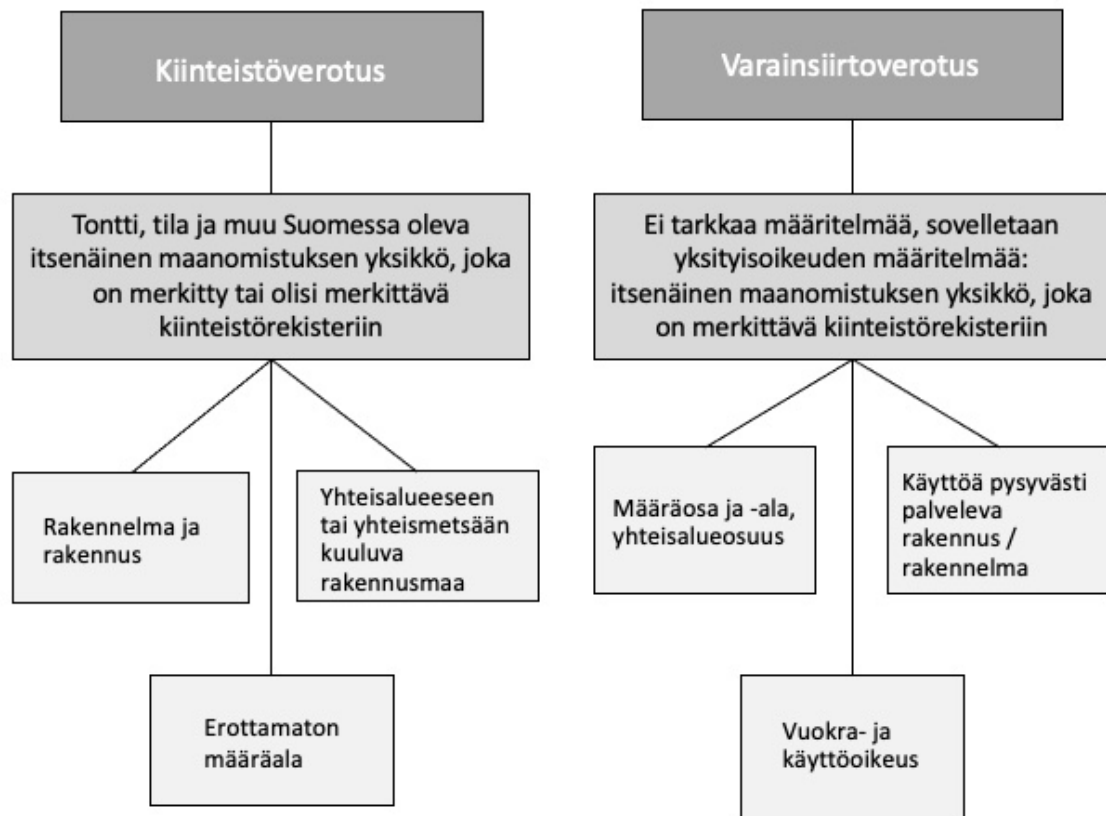 Kiinteistöverotus
Tontti, tila ja muu Suomessa oleva
itsenäinen maanomistuksen yksikkö, joka
on merkitty tai olisi merkittävä
kiinteistörekisteriin
Rakennelma ja
rakennus
Yhteisalueeseen
tai yhteismetsään
kuuluva
rakennusmaa
Erottamaton
määräala
Varainsiirtoverotus
Ei tarkkaa määritelmää, sovelletaan
yksityisoikeuden määritelmää:
itsenäinen maanomistuksen yksikkö, joka
on merkittävä kiinteistörekisteriin
Määräosa ja -ala,
yhteisalueosuus
Käyttöä pysyvästi
palveleva
rakennus /
rakennelma
Vuokra- ja
käyttöoikeus